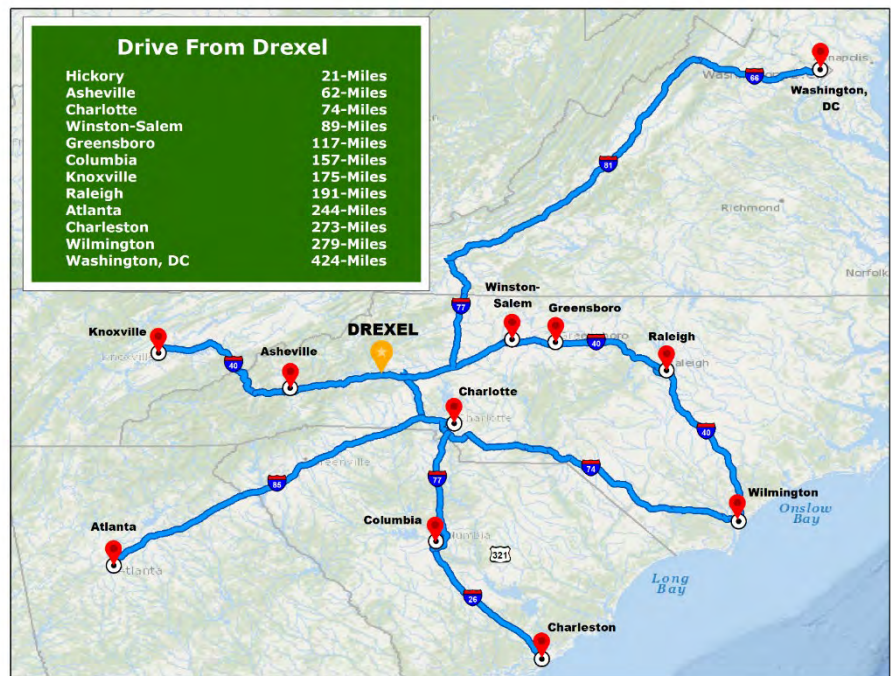 Drive From Drexel
Hickory 21-Miles
Asheville 62-Miles
Charlotte 74-Miles
Winston-Salem 89-Miles
Greensboro 117-Miles
Columbia 157-Miles
Knoxville 175-Miles
Raleigh 191-Miles
Atlanta 244-Miles
Charleston 273-Miles
Wilmington 279-Miles
Washington, DC 424-Miles
66
Washington,
DC
81
Richmond
Norfolk
77
Winston-
Salem
Greensboro
Knoxville
DREXEL
40
Raleigh
Asheville
40
Charlotte
Greenville
40
77
74
85
Wilmington
Onslow
Bay
Columbia
Atlanta
321
Long
Bay
26
Charleston